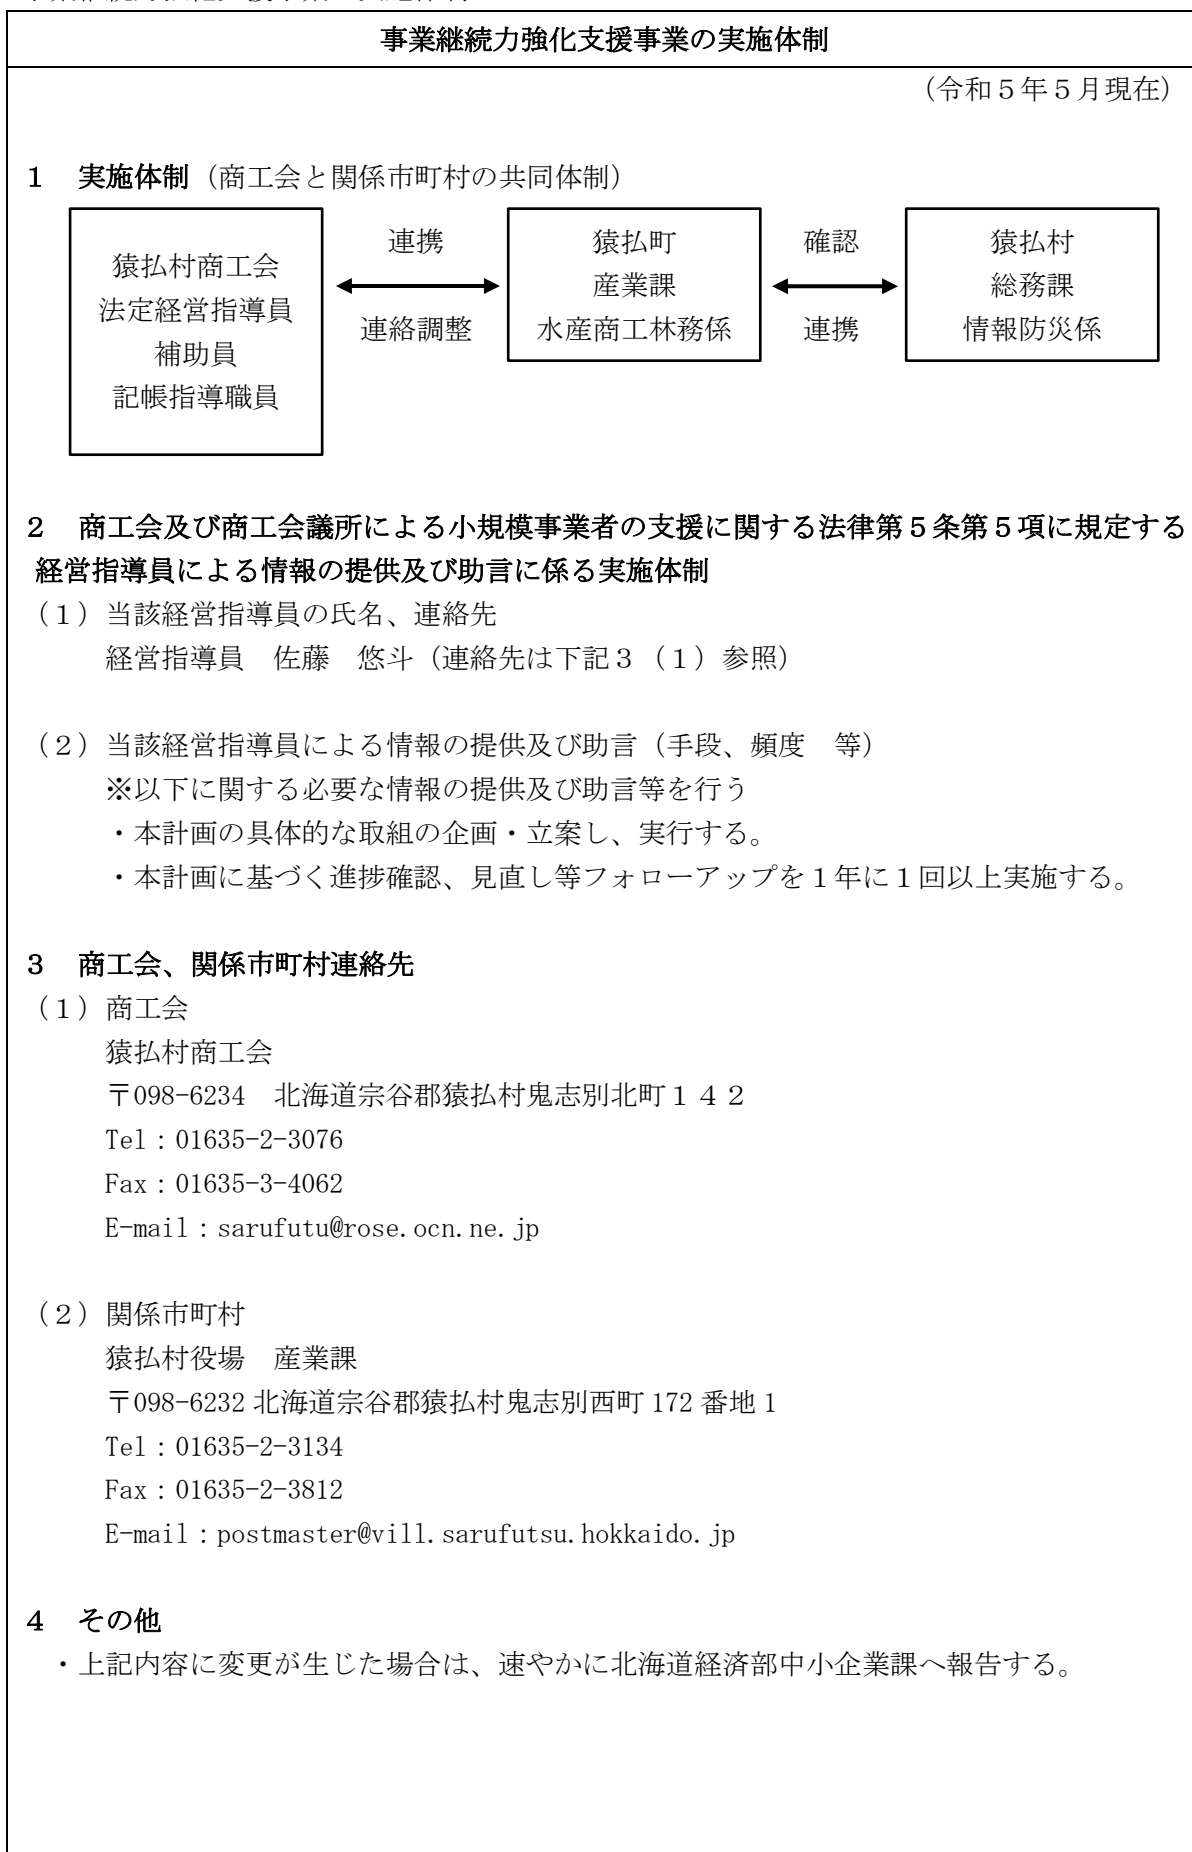 事業継続力強化支援事業の実施体制
（令和５年５月現在）
１　実施体制（商工会と関係市町村の共同体制）
猿払村商工会
法定経営指導員
補助員
記帳指導職員
連携
連絡調整
猿払町
産業課
水産商工林務係
確認
連携
猿払村
総務課
情報防災係
２　商工会及び商工会議所による小規模事業者の支援に関する法律第５条第５項に規定する
経営指導員による情報の提供及び助言に係る実施体制
（１）当該経営指導員の氏名、連絡先
経営指導員　佐藤　悠斗（連絡先は下記３（１）参照）
（２）当該経営指導員による情報の提供及び助言（手段、頻度　等）
※以下に関する必要な情報の提供及び助言等を行う
・本計画の具体的な取組の企画・立案し、実行する。
・本計画に基づく進捗確認、見直し等フォローアップを１年に１回以上実施する。
３　商工会、関係市町村連絡先
（１）商工会
猿払村商工会
〒098-6234　北海道宗谷郡猿払村鬼志別北町１４２
Tel：01635-2-3076
Fax：01635-3-4062
E-mail：sarufutu@rose.ocn.ne.jp
（２）関係市町村
猿払村役場　産業課
〒098-6232 北海道宗谷郡猿払村鬼志別西町 172 番地 1
Tel：01635-2-3134
Fax：01635-2-3812
E-mail：postmaster@vill.sarufutsu.hokkaido.jp
４　その他
・上記内容に変更が生じた場合は、速やかに北海道経済部中小企業課へ報告する。